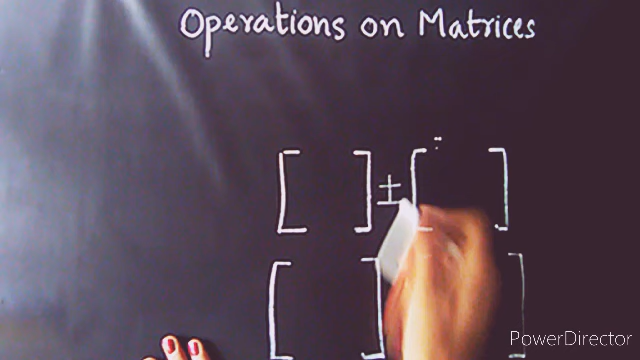 Operations on Matrices
[ ] ± [ ]
[ ] [ ]
PowerDirector